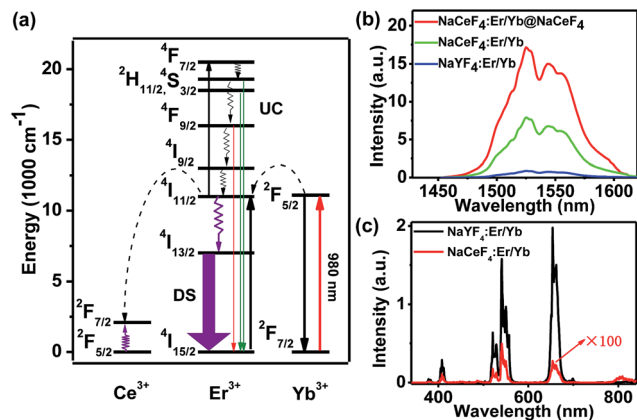 (a)
Energy (1000 cm⁻¹)
20
15
10
5
0
⁴F₇/₂
²H₁₁/₂, ⁴S₃/₂
⁴F₉/₂
⁴I₉/₂
⁴I₁₁/₂
⁴I₁₃/₂
⁴I₁₅/₂
UC
DS
²F₅/₂
²F₇/₂
980 nm
²F₇/₂
²F₅/₂
Ce³⁺ Er³⁺ Yb³⁺
(b)
Intensity (a.u.)
20
15
10
5
0
NaCeF₄:Er/Yb@NaCeF₄
NaCeF₄:Er/Yb
NaYF₄:Er/Yb
1450 1500 1550 1600
Wavelength (nm)
(c)
Intensity (a.u.)
2
1
0
NaYF₄:Er/Yb
NaCeF₄:Er/Yb
×100
400 600 800
Wavelength (nm)